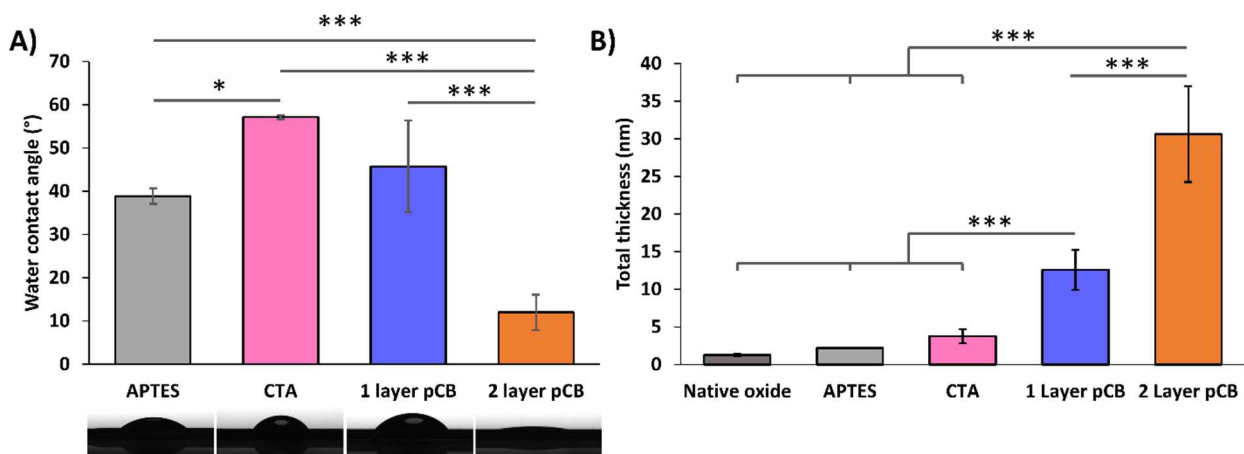 A)
Water contact angle (°)
70
60
50
40
30
20
10
0
***
***
*
***
APTES
CTA
1 layer pCB
2 layer pCB
B)
Total thickness (nm)
40
35
30
25
20
15
10
5
0
***
***
***
Native oxide
APTES
CTA
1 Layer pCB
2 Layer pCB